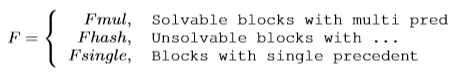 Fmul, Solvable blocks with multi pred
F = { Fhash, Unsolvable blocks with ...
Fsingle, Blocks with single precedent